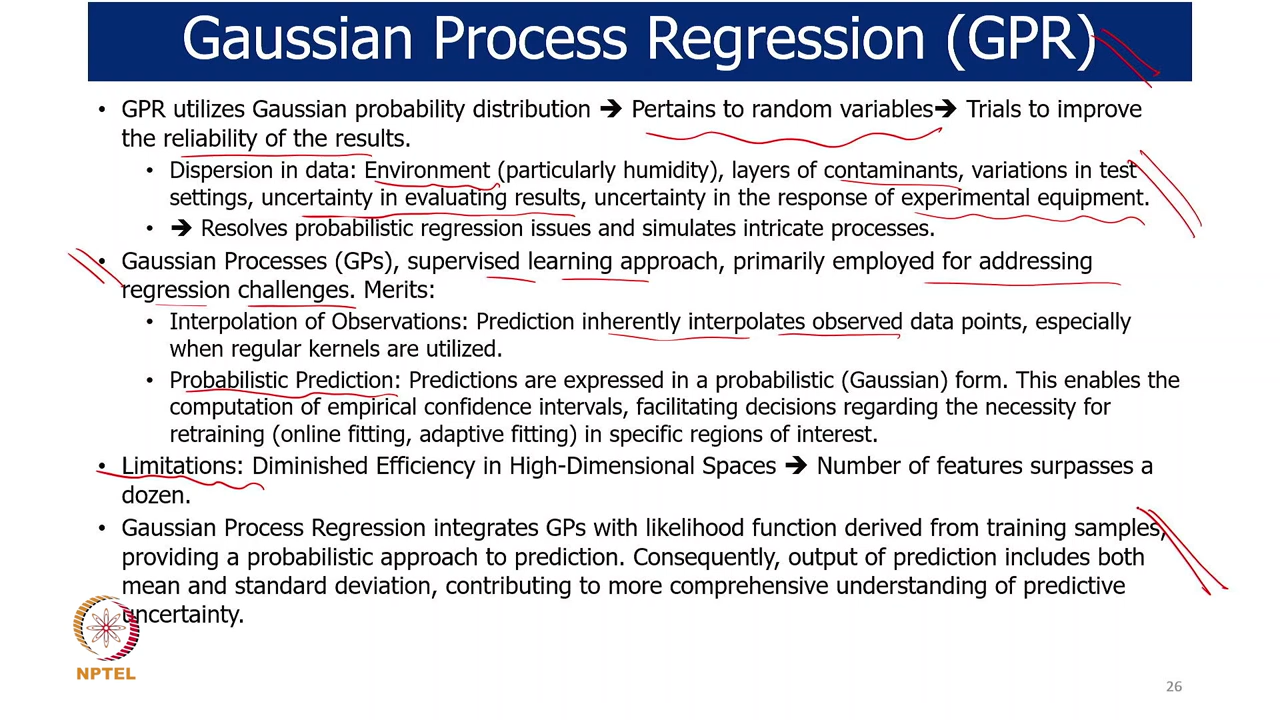 Gaussian Process Regression (GPR)
• GPR utilizes Gaussian probability distribution ➔ Pertains to random variables➔ Trials to improve
the reliability of the results.
• Dispersion in data: Environment (particularly humidity), layers of contaminants, variations in test
settings, uncertainty in evaluating results, uncertainty in the response of experimental equipment.
• ➔ Resolves probabilistic regression issues and simulates intricate processes.
• Gaussian Processes (GPs), supervised learning approach, primarily employed for addressing
regression challenges. Merits:
• Interpolation of Observations: Prediction inherently interpolates observed data points, especially
when regular kernels are utilized.
• Probabilistic Prediction: Predictions are expressed in a probabilistic (Gaussian) form. This enables the
computation of empirical confidence intervals, facilitating decisions regarding the necessity for
retraining (online fitting, adaptive fitting) in specific regions of interest.
• Limitations: Diminished Efficiency in High-Dimensional Spaces ➔ Number of features surpasses a
dozen.
• Gaussian Process Regression integrates GPs with likelihood function derived from training samples,
providing a probabilistic approach to prediction. Consequently, output of prediction includes both
mean and standard deviation, contributing to more comprehensive understanding of predictive
uncertainty.
NPTEL
26